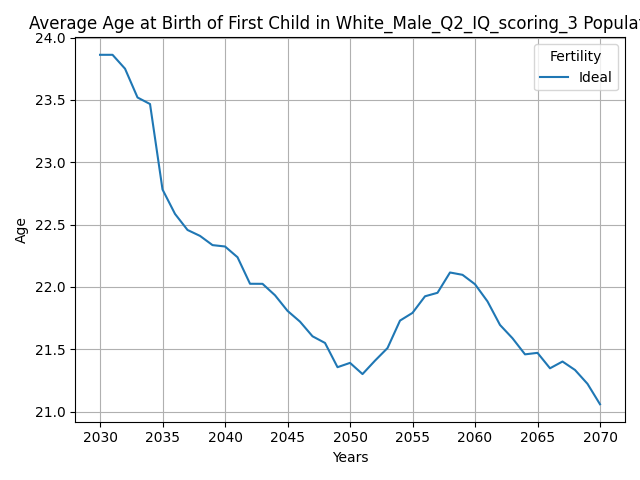 Average Age at Birth of First Child in White_Male_Q2_IQ_scoring_3 Popula
24.0
Fertility
Ideal
23.5
23.0
22.5
Age
22.0
21.5
21.0
2030 2035 2040 2045 2050 2055 2060 2065 2070
Years